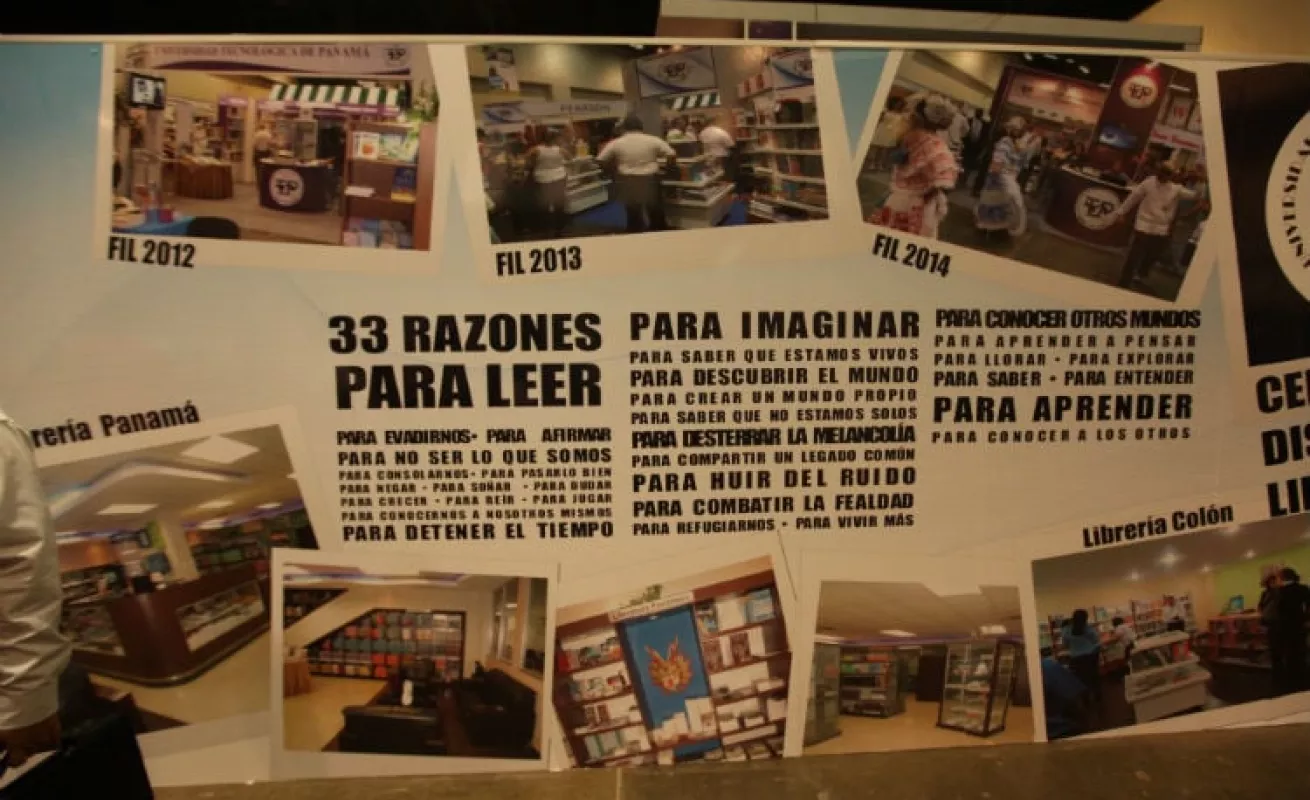 UNIVERSIDAD TECNOLOGICA DE PANAMÁ
PEARSON
FIL 2012
FIL 2013
FIL 2014
33 RAZONES
PARA LEER
PARA EVADIRNOS• PARA AFIRMAR
PARA NO SER LO QUE SOMOS
PARA CONSOLARNOS• PARA PASARLO BIEN
PARA NEGAR • PARA SOÑAR • PARA DUDAR
PARA CRECER • PARA REÍR • PARA JUGAR
PARA CONOCERNOS A NOSOTROS MISMOS
PARA DETENER EL TIEMPO
PARA IMAGINAR
PARA SABER QUE ESTAMOS VIVOS
PARA DESCUBRIR EL MUNDO
PARA CREAR UN MUNDO PROPIO
PARA SABER QUE NO ESTAMOS SOLOS
PARA DESTERRAR LA MELANCOLÍA
PARA COMPARTIR UN LEGADO COMÚN
PARA HUIR DEL RUIDO
PARA COMBATIR LA FEALDAD
PARA REFUGIARNOS • PARA VIVIR MÁS
PARA CONOCER OTROS MUNDOS
PARA APRENDER A PENSAR
PARA LLORAR • PARA EXPLORAR
PARA SABER • PARA ENTENDER
PARA APRENDER
PARA CONOCER A LOS OTROS
rería Panamá
Librería Colón
CE
DIS
LI